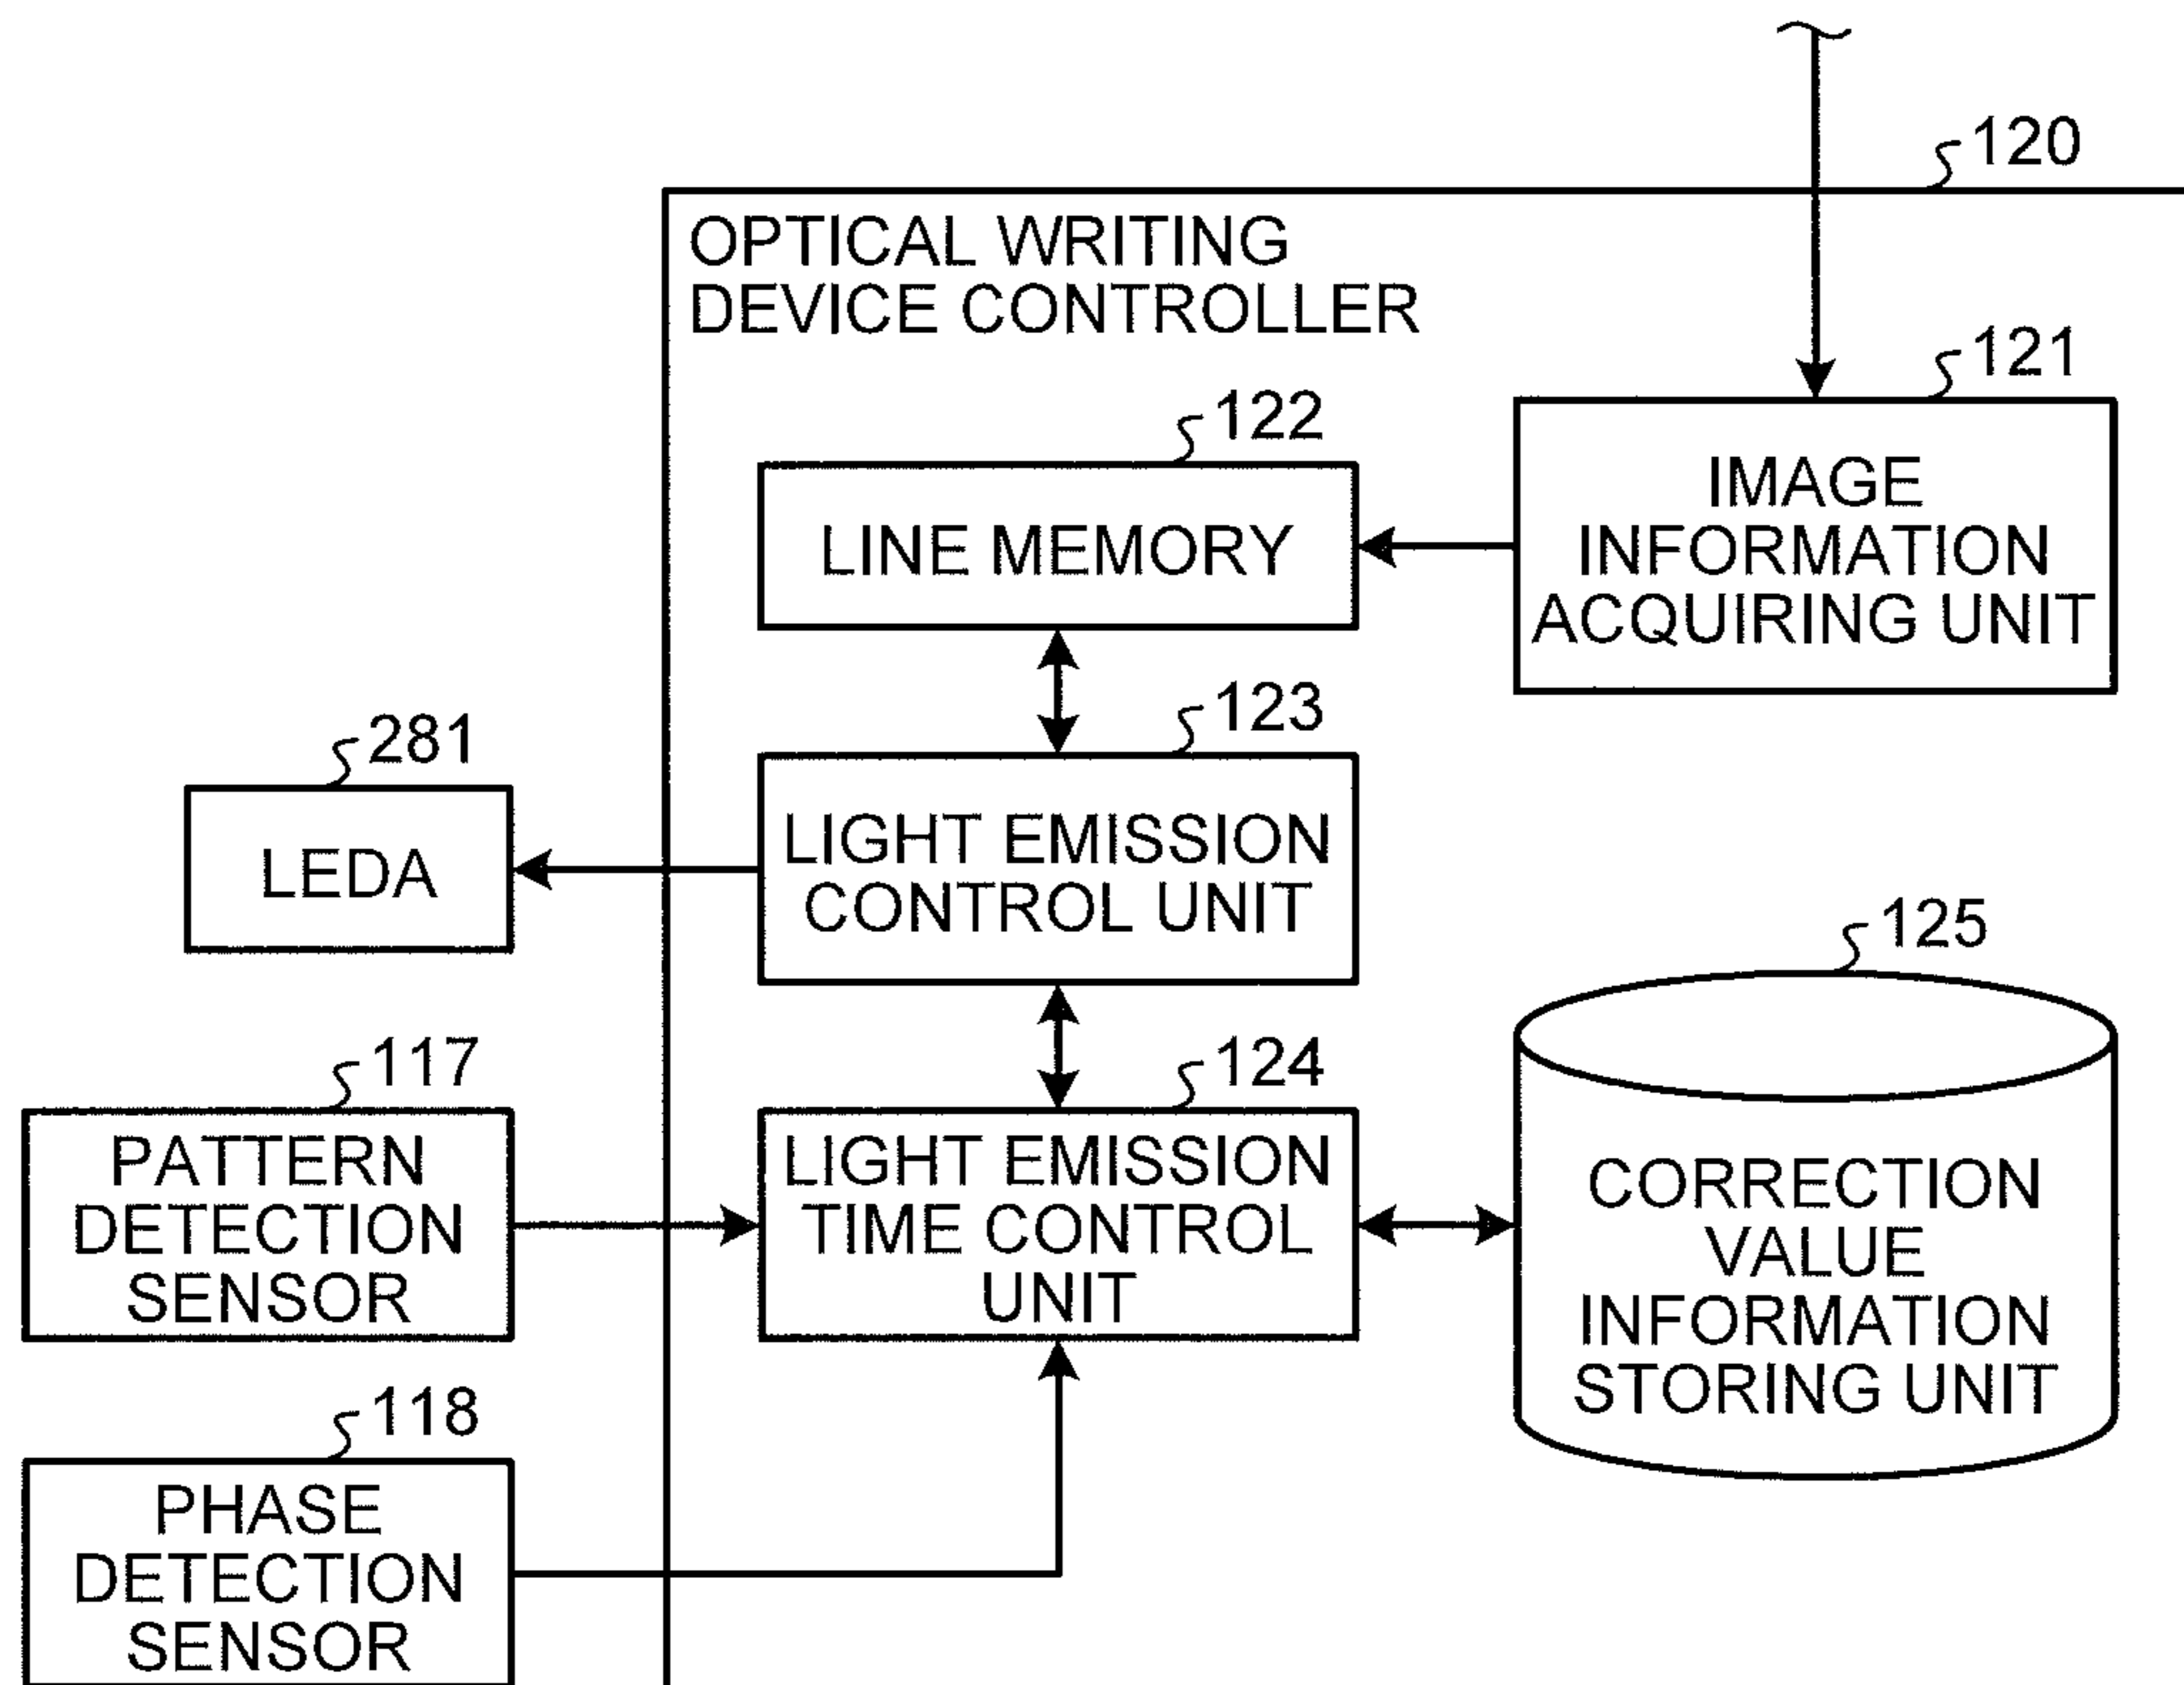 120
OPTICAL WRITING
DEVICE CONTROLLER
121
IMAGE
INFORMATION
ACQUIRING UNIT
122
LINE MEMORY
123
LIGHT EMISSION
CONTROL UNIT
281
LEDA
125
CORRECTION
VALUE
INFORMATION
STORING UNIT
117
PATTERN
DETECTION
SENSOR
124
LIGHT EMISSION
TIME CONTROL
UNIT
118
PHASE
DETECTION
SENSOR